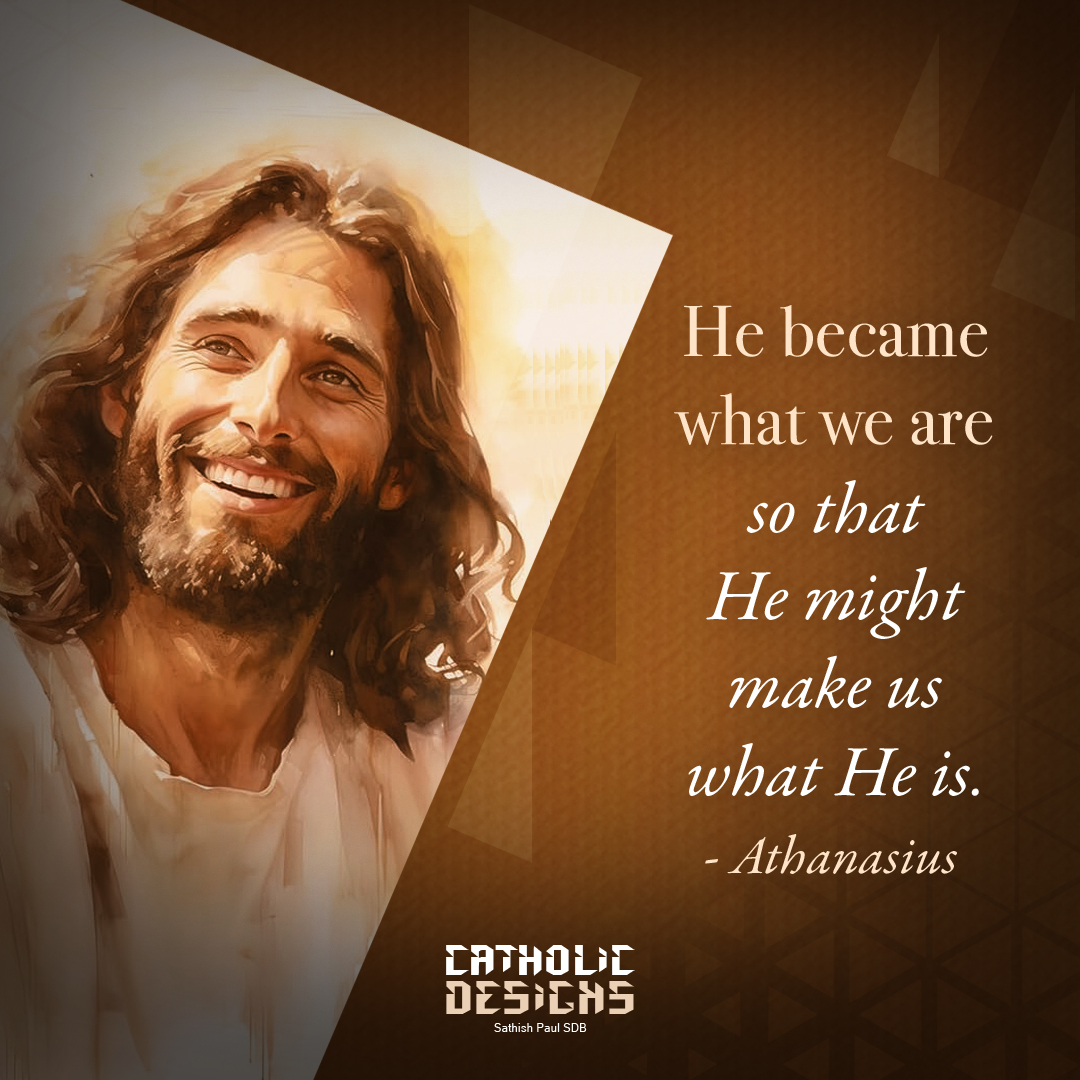 He became
what we are
so that
He might
make us
what He is.
- Athanasius
CATHOLIC
DESIGNS
Sathish Paul SDB